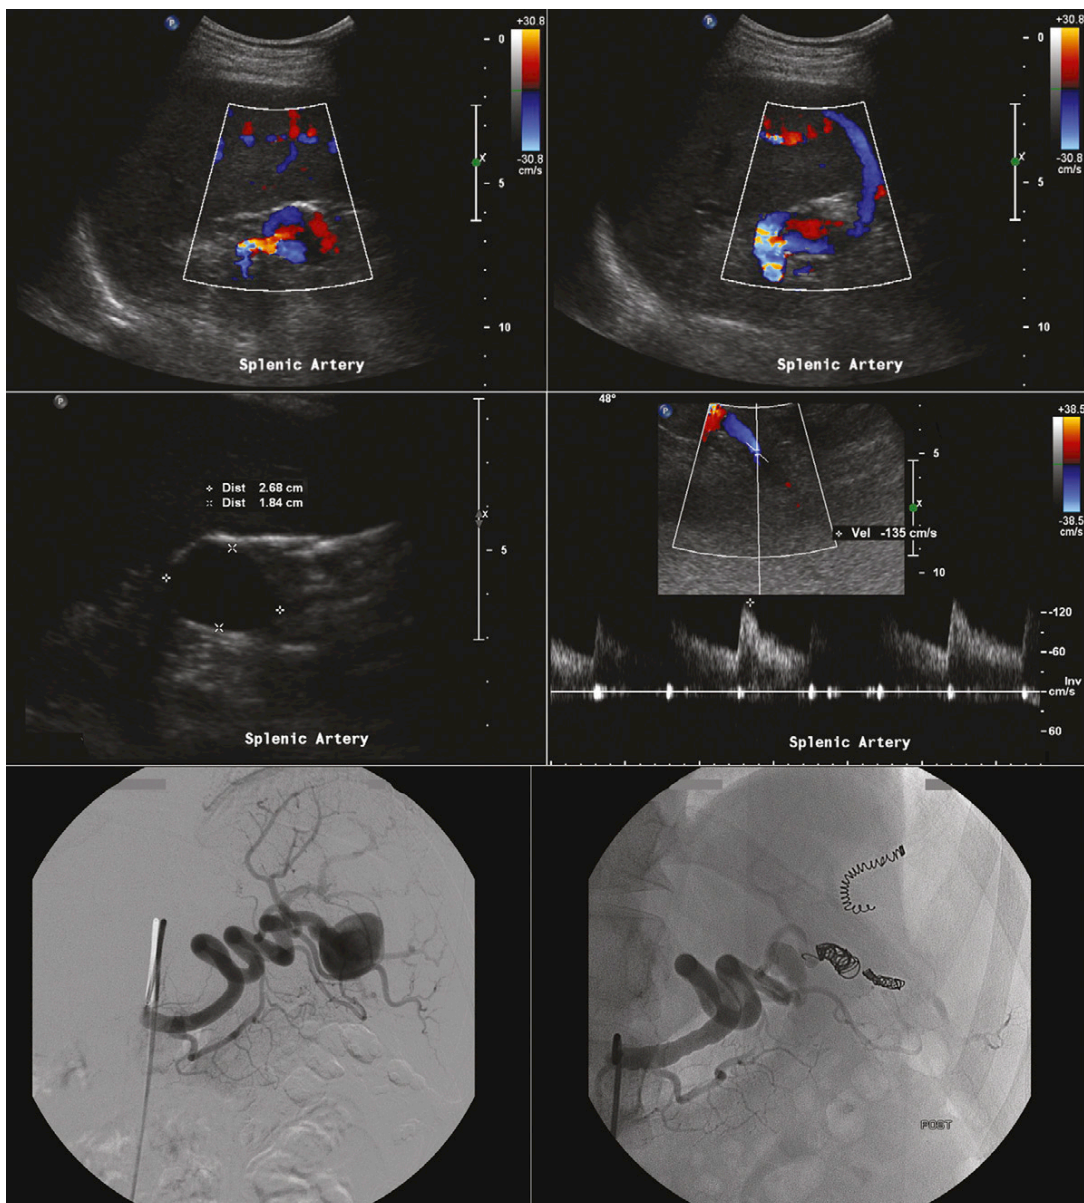 P
+30.8
-30.8
cm/s
0
X
5
10
Splenic Artery
P
+30.8
-30.8
cm/s
0
X
5
10
Splenic Artery
P
Dist 2.68 cm
Dist 1.84 cm
X
5
Splenic Artery
48°
P
+38.5
-38.5
cm/s
5
X
Vel -135 cm/s
10
-120
-60
Inv
cm/s
60
Splenic Artery
POST